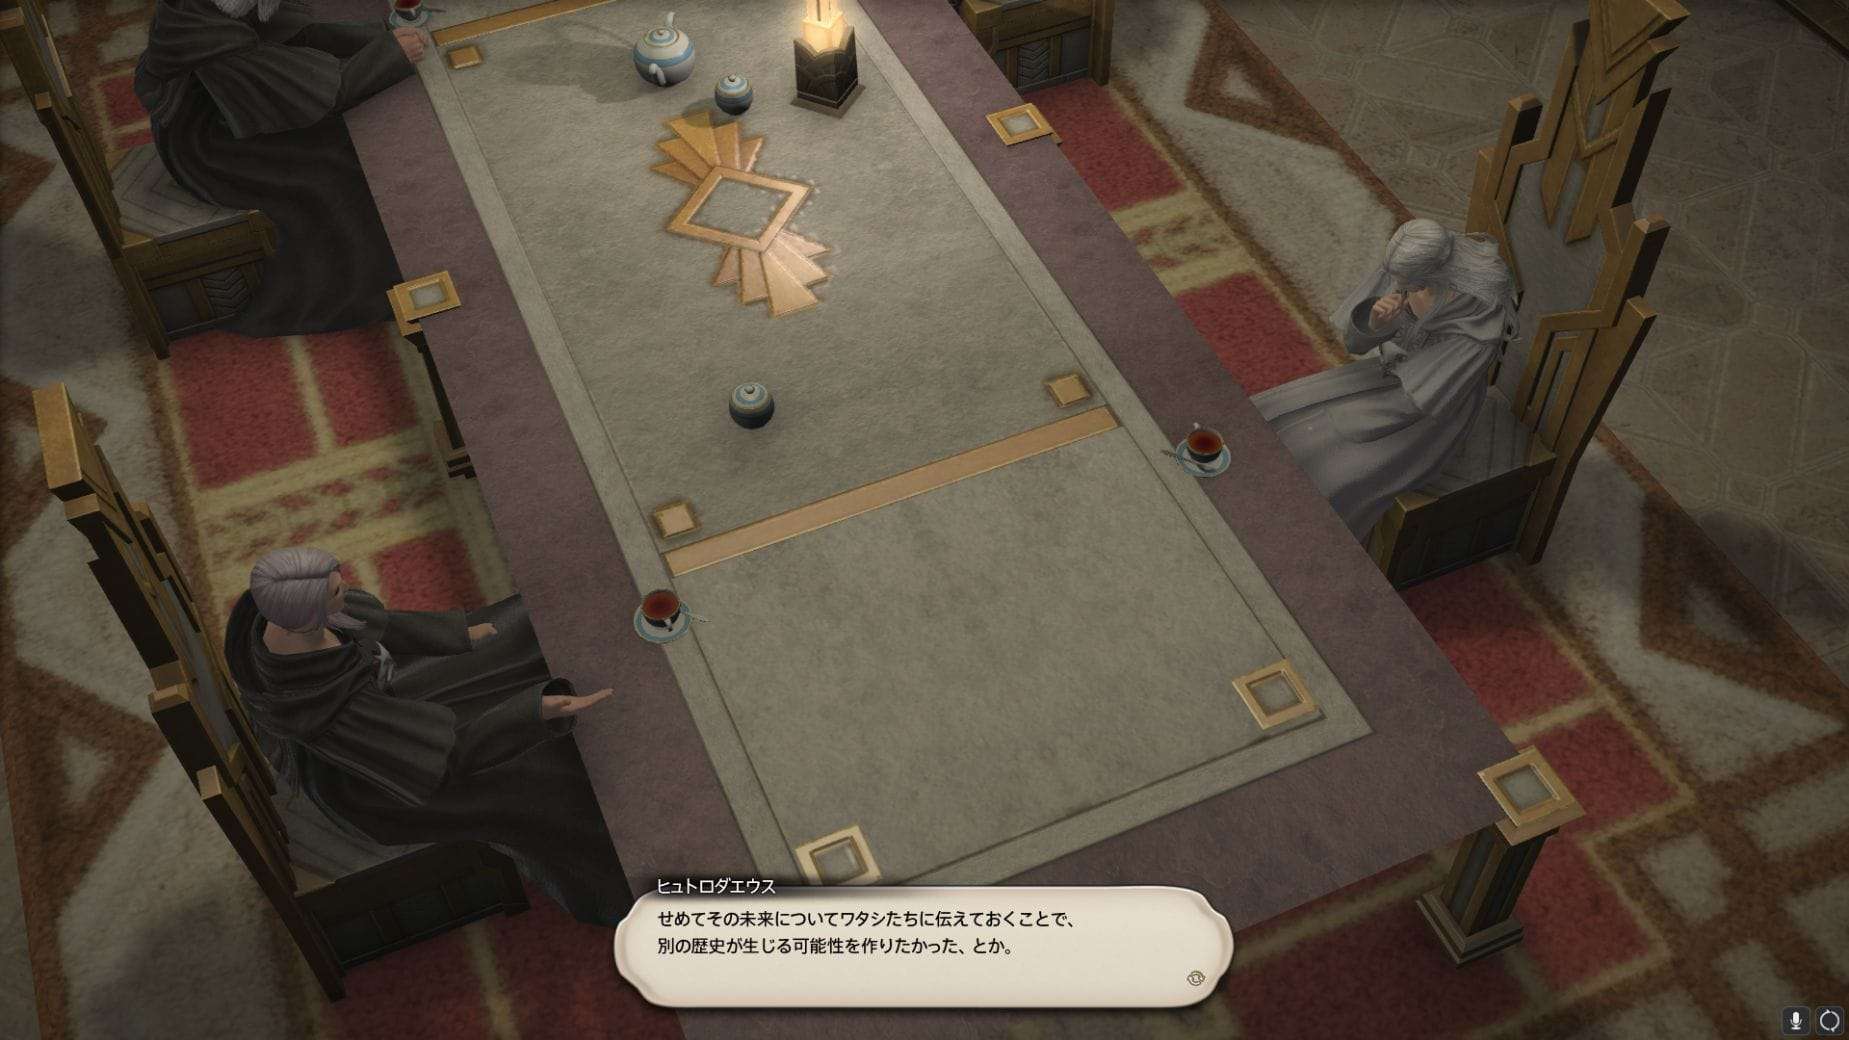 ヒュトロダエウス
せめてその未来についてワタシたちに伝えておくことで、
別の歴史が生じる可能性を作りたかった、とか。